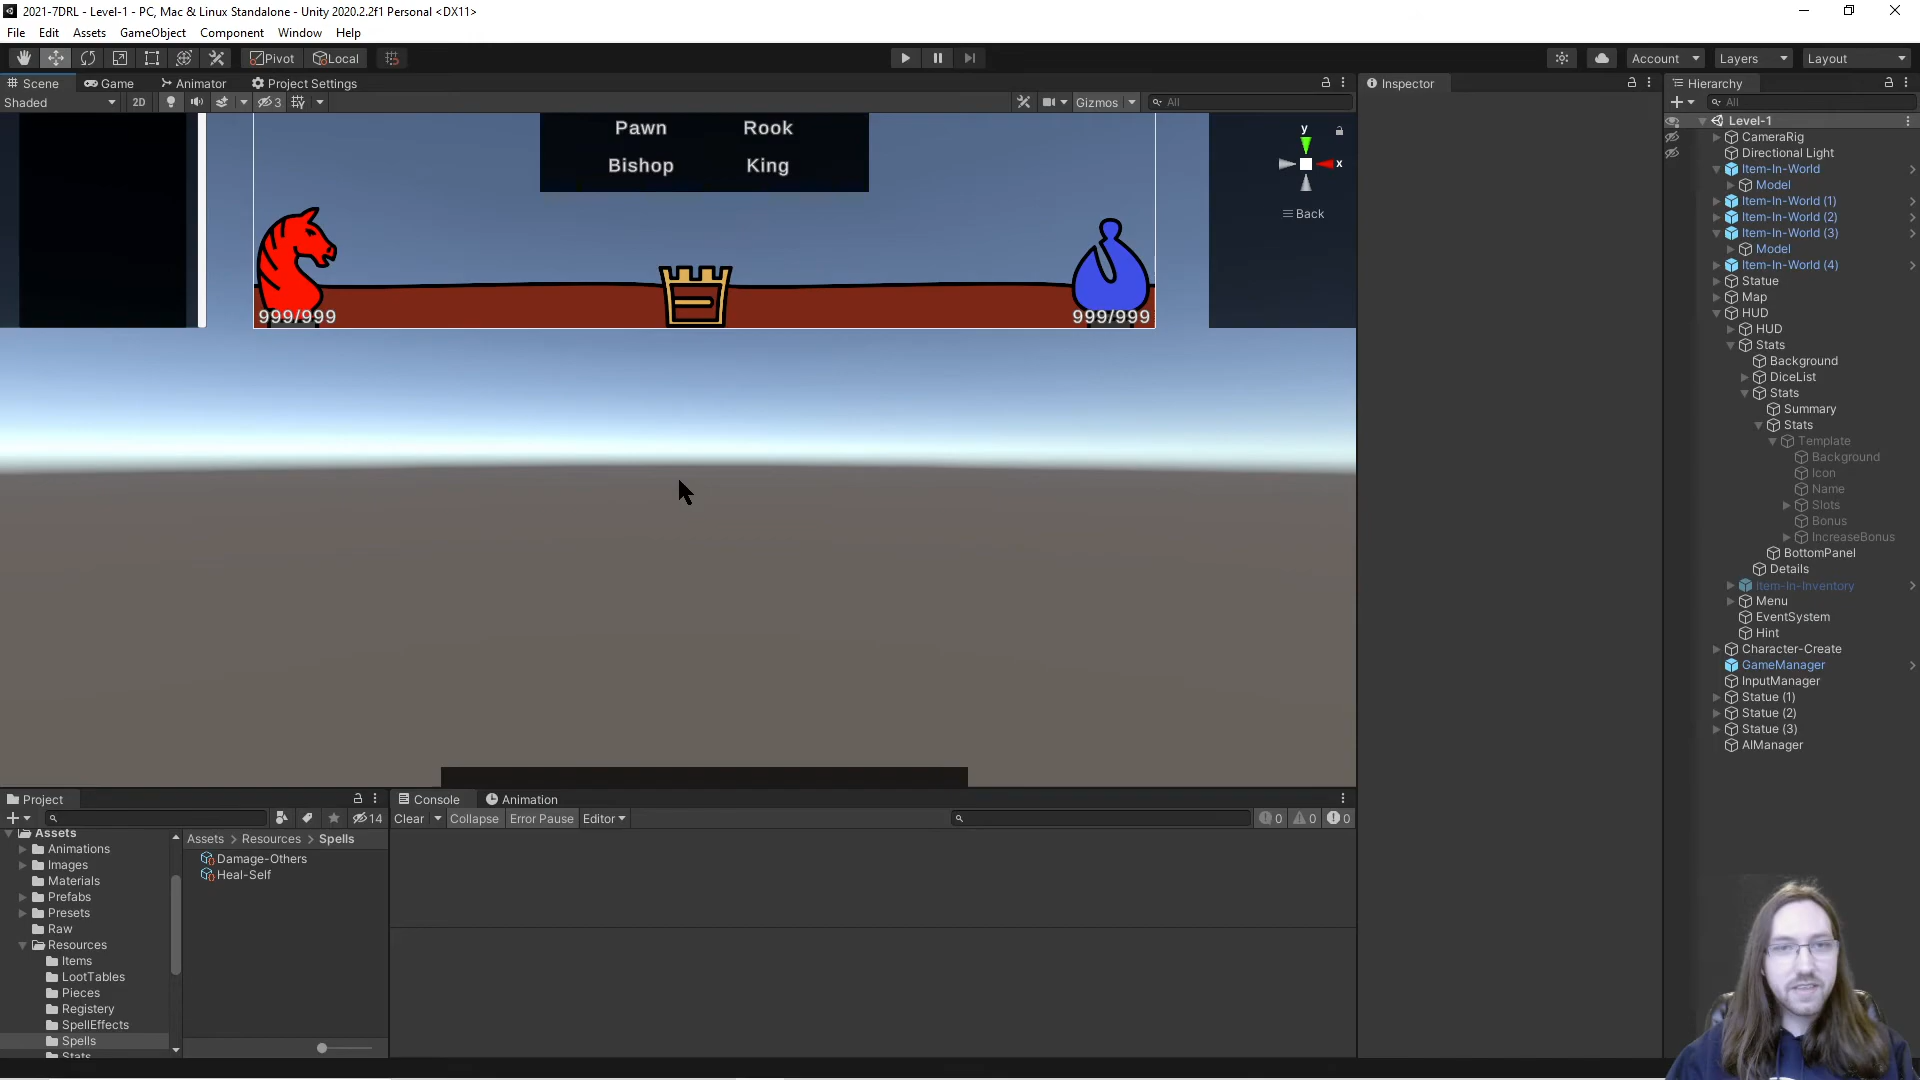 2021-7DRL - Level-1 - PC, Mac & Linux Standalone - Unity 2020.2.2f1 Personal <DX11>
File Edit Assets GameObject Component Window Help
Pivot Local Account Layers Layout
Scene Game Animator Project Settings
Shaded 2D 3 Gizmos All
Pawn Rook
Bishop King
999/999 999/999
y
x
Back
Inspector
Hierarchy
All
Level-1
CameraRig
Directional Light
Item-In-World
Model
Item-In-World (1)
Item-In-World (2)
Item-In-World (3)
Model
Item-In-World (4)
Statue
Map
HUD
HUD
Stats
Background
DiceList
Stats
Summary
Stats
Template
Background
Icon
Name
Slots
Bonus
IncreaseBonus
BottomPanel
Details
Item-In-Inventory
Menu
EventSystem
Hint
Character-Create
GameManager
InputManager
Statue (1)
Statue (2)
Statue (3)
AIManager
Project
14
Assets
Animations
Images
Materials
Prefabs
Presets
Raw
Resources
Items
LootTables
Pieces
Registery
SpellEffects
Spells
Stats
Assets > Resources > Spells
Damage-Others
Heal-Self
Console Animation
Clear Collapse Error Pause Editor 0 0 0